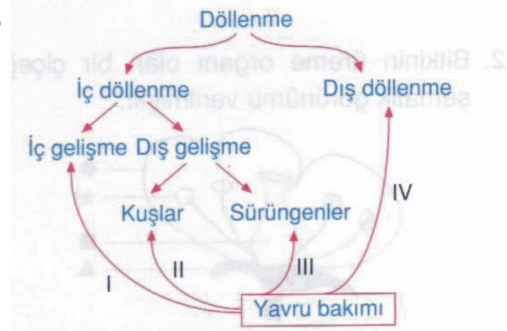 Döllenme
İç döllenme Dış döllenme
İç gelişme Dış gelişme
Kuşlar Sürüngenler
IV
I II III
Yavru bakımı